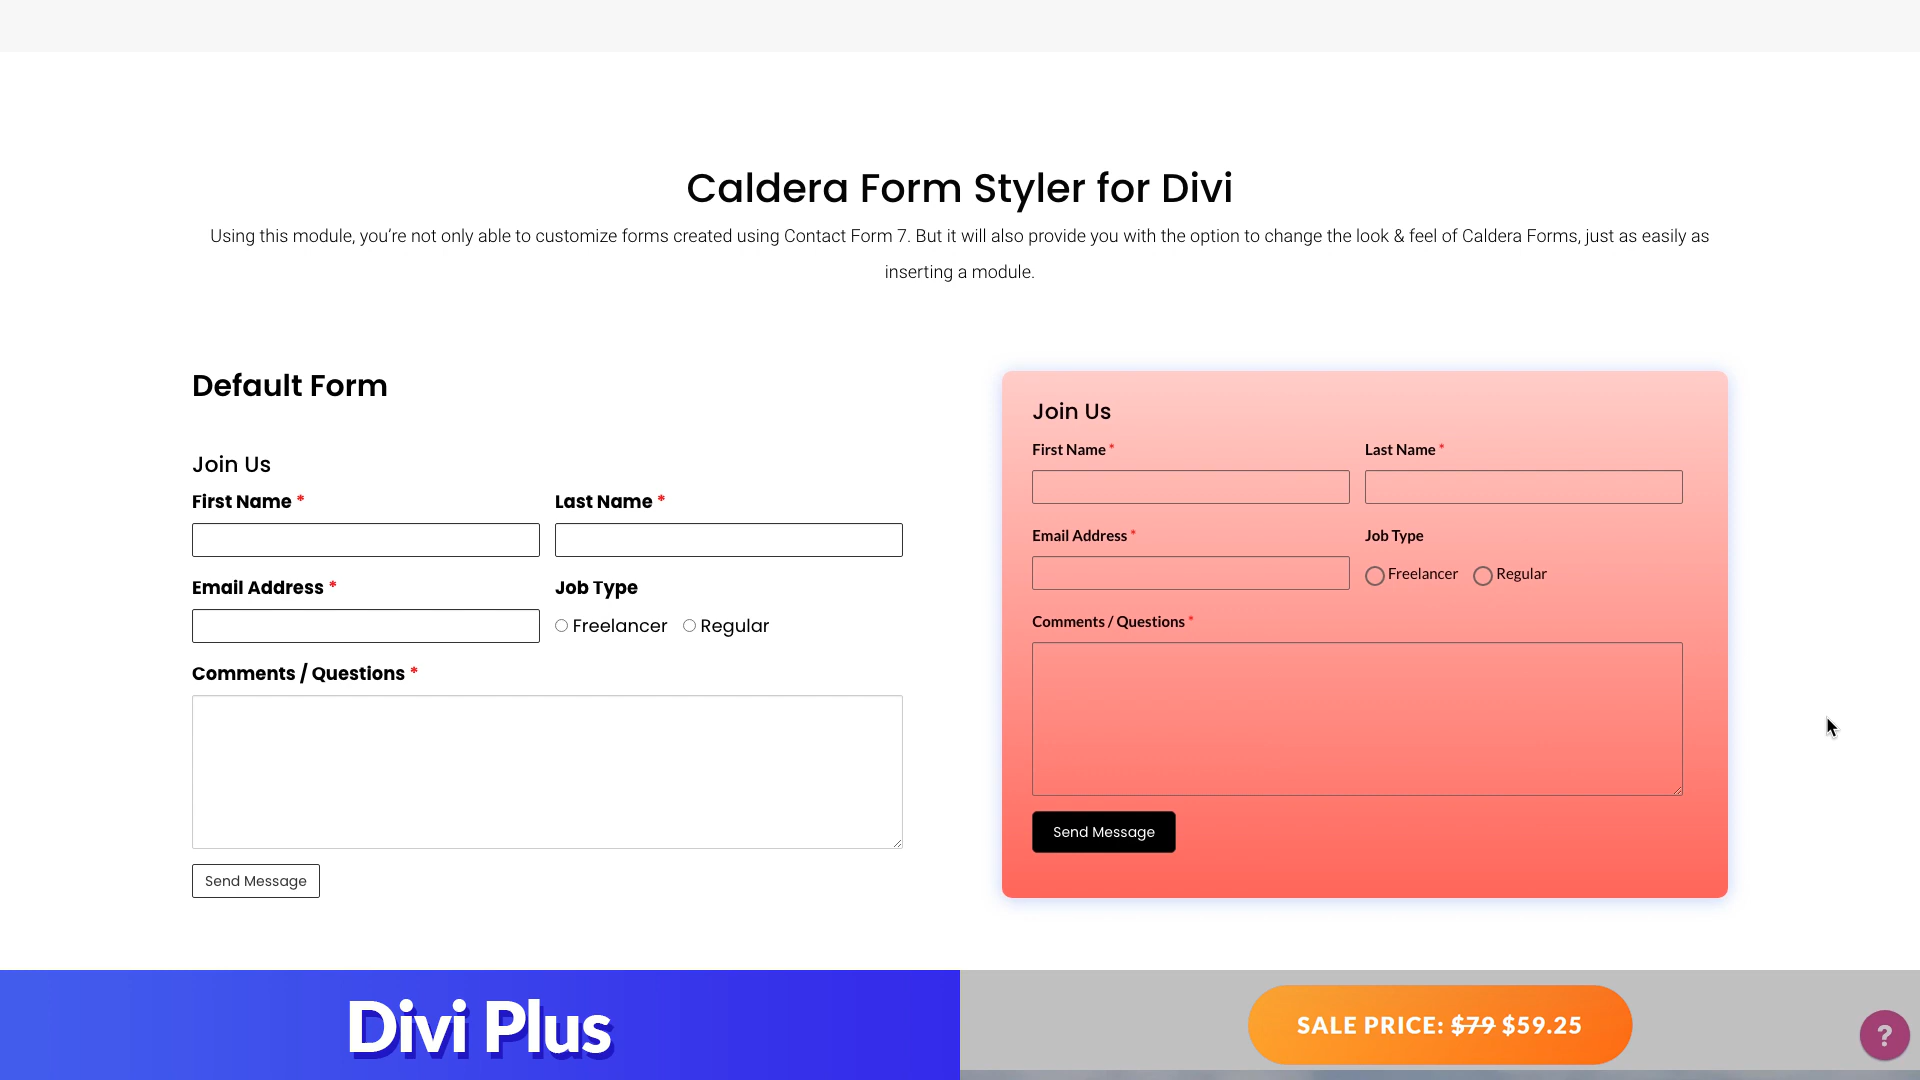 Caldera Form Styler for Divi
Using this module, you’re not only able to customize forms created using Contact Form 7. But it will also provide you with the option to change the look & feel of Caldera Forms, just as easily as
inserting a module.
Default Form
Join Us
First Name * Last Name *
Email Address * Job Type
Freelancer Regular
Comments / Questions *
Send Message
Join Us
First Name * Last Name *
Email Address * Job Type
Freelancer Regular
Comments / Questions *
Send Message
Divi Plus
SALE PRICE: $79 $59.25
?